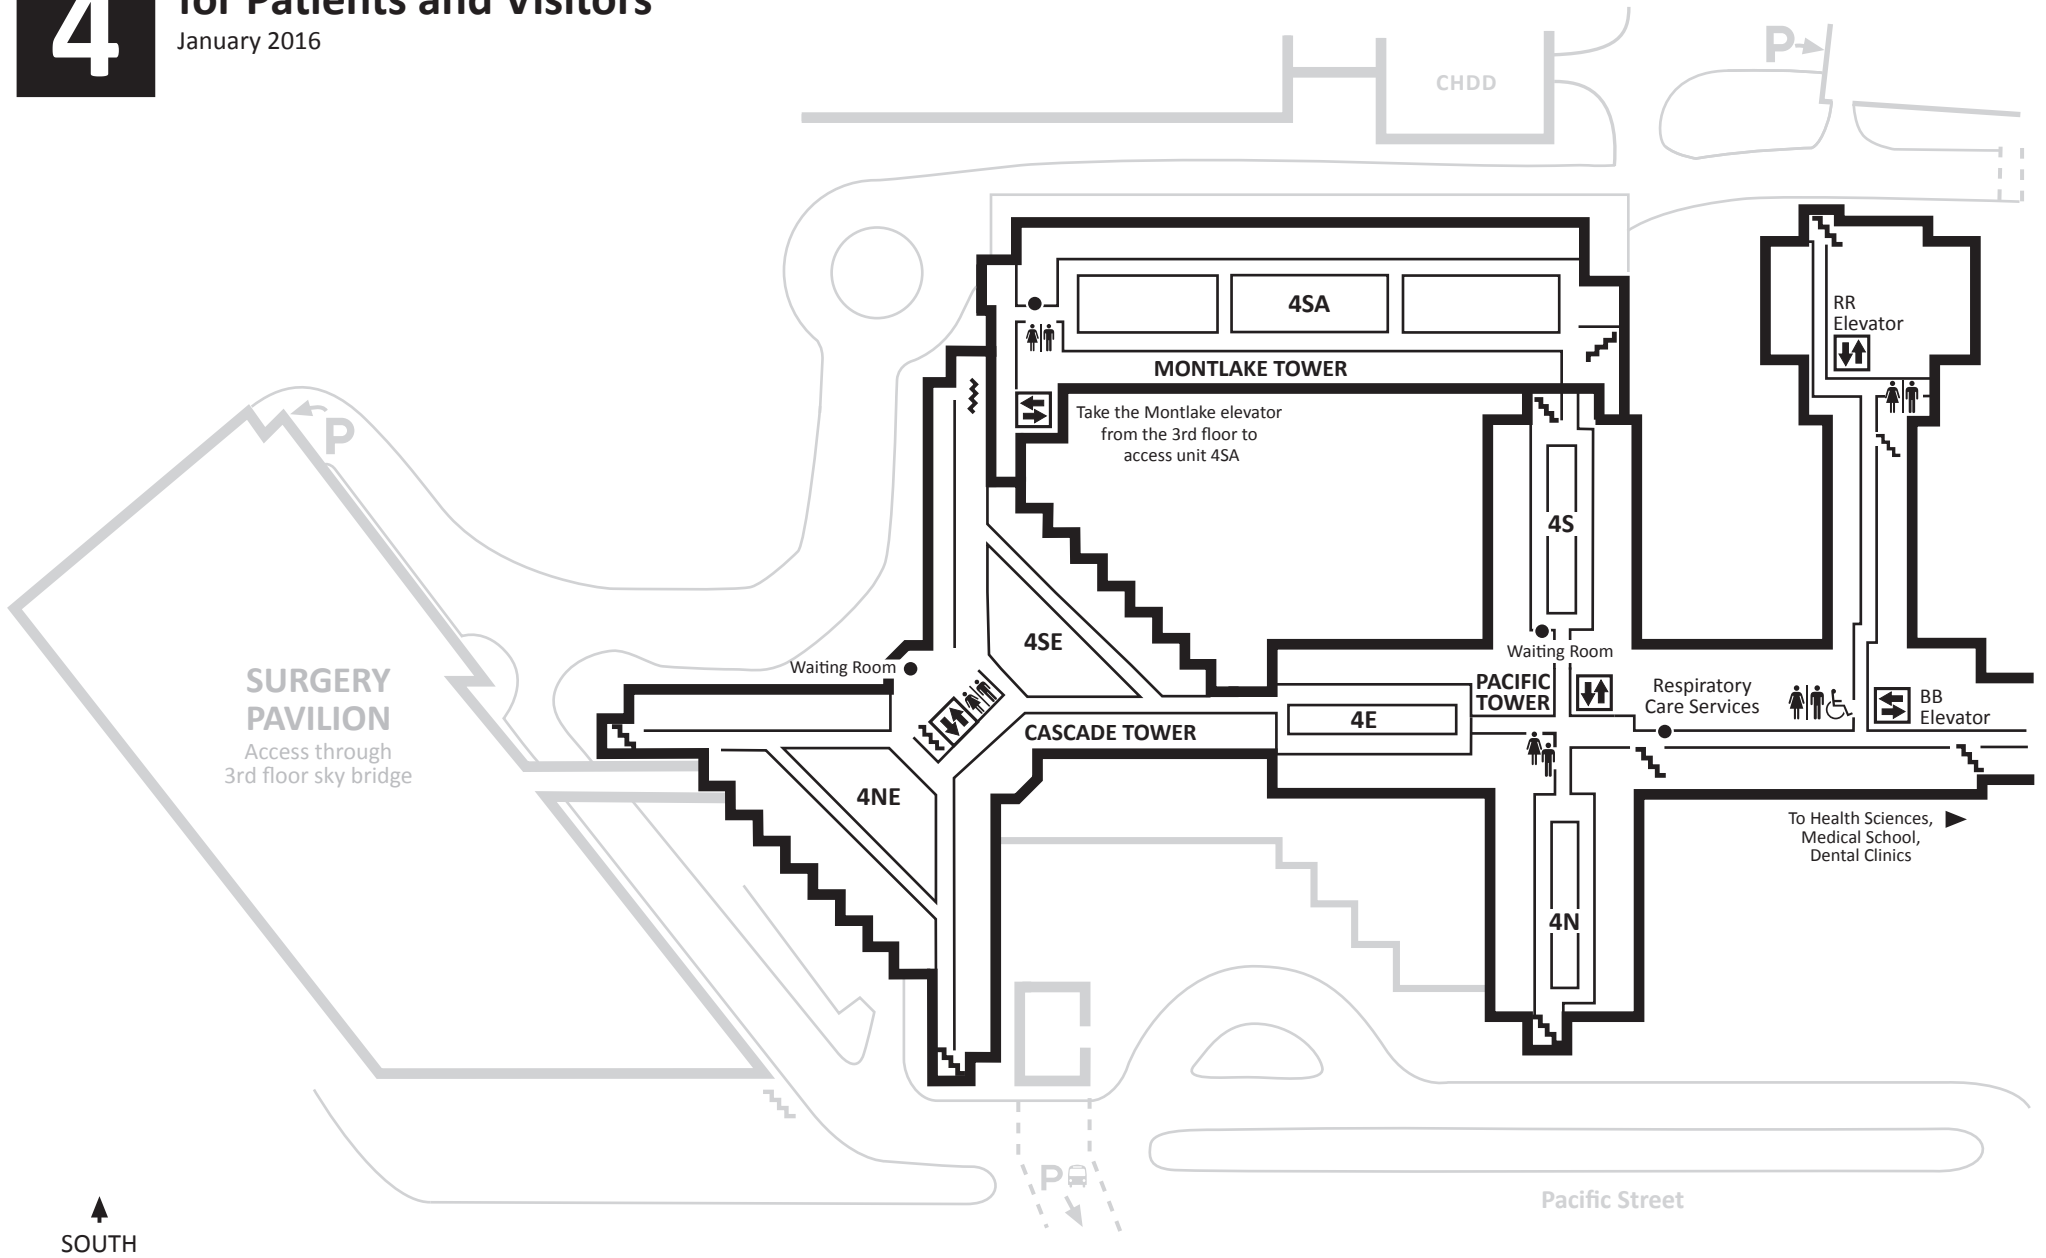 4
for Patients and Visitors
January 2016
CHDD
P
RR
Elevator
4SA
MONTLAKE TOWER
Take the Montlake elevator
from the 3rd floor to
access unit 4SA
P
4S
4SE
Waiting Room
Waiting Room
SURGERY
PAVILION
Access through
3rd floor sky bridge
PACIFIC
TOWER
Respiratory
Care Services
BB
Elevator
4E
CASCADE TOWER
4NE
To Health Sciences,
Medical School,
Dental Clinics
4N
P
Pacific Street
SOUTH